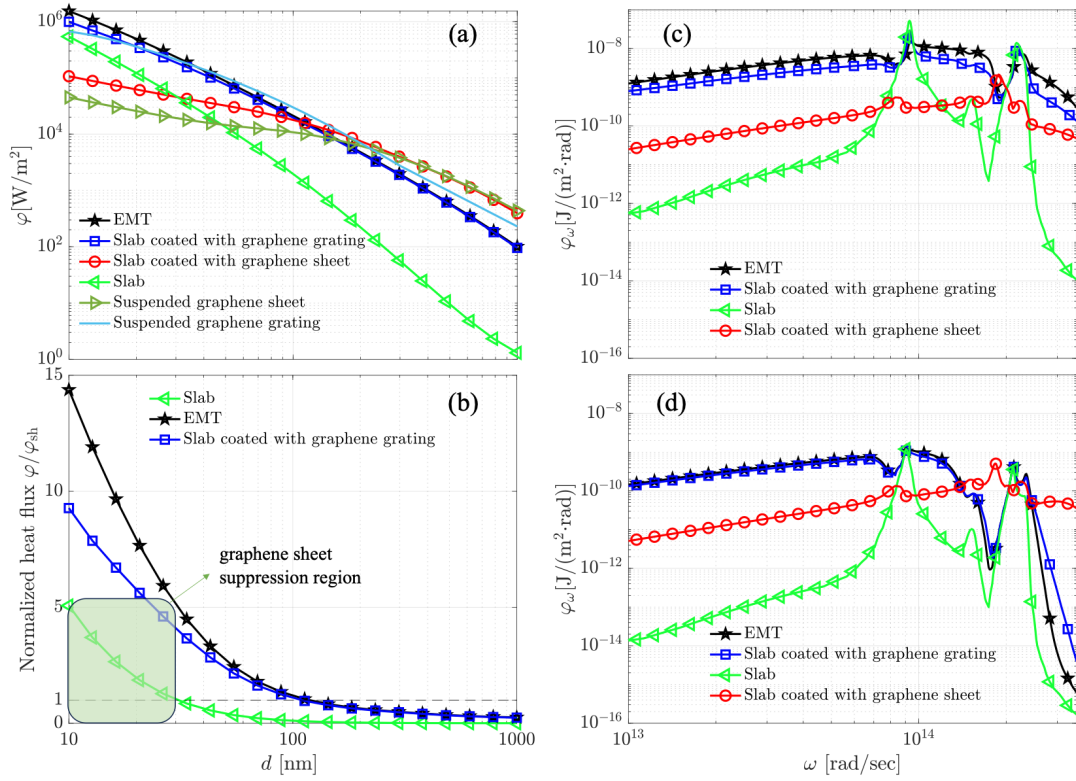 (a)
10^6
10^4
10^2
10^0
φ[W/m^2]
EMT
Slab coated with graphene grating
Slab coated with graphene sheet
Slab
Suspended graphene sheet
Suspended graphene grating
(b)
15
10
5
1
0
Normalized heat flux φ/φ_sh
Slab
EMT
Slab coated with graphene grating
graphene sheet
suppression region
10
100
1000
d [nm]
(c)
10^-8
10^-10
10^-12
10^-14
10^-16
φ_ω[J/(m^2·rad)]
EMT
Slab coated with graphene grating
Slab
Slab coated with graphene sheet
(d)
10^-8
10^-10
10^-12
10^-14
10^-16
φ_ω[J/(m^2·rad)]
EMT
Slab coated with graphene grating
Slab
Slab coated with graphene sheet
10^13
10^14
ω [rad/sec]